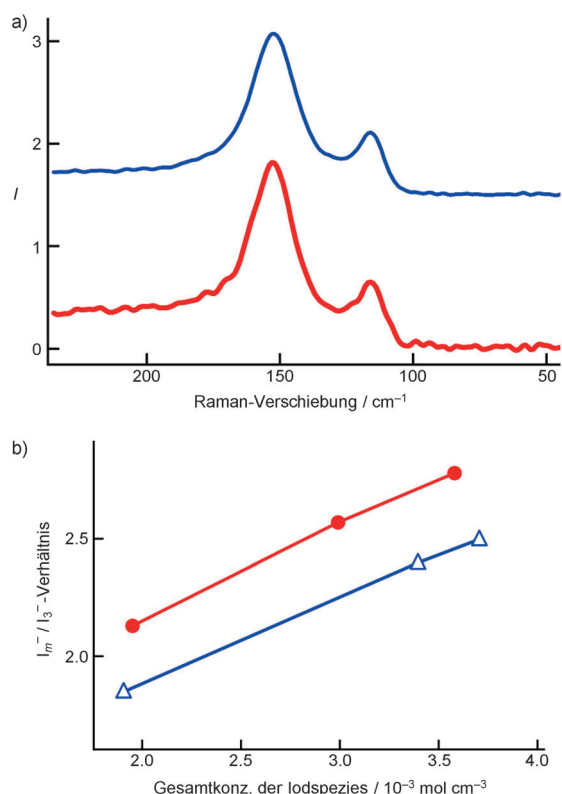 a)
3
2
I
1
0
200
150
100
50
Raman-Verschiebung / cm⁻¹
b)
2.5
2.0
Iₘ⁻ / I₃⁻-Verhältnis
2.0
2.5
3.0
3.5
4.0
Gesamtkonz. der Iodspezies / 10⁻³ mol cm⁻³